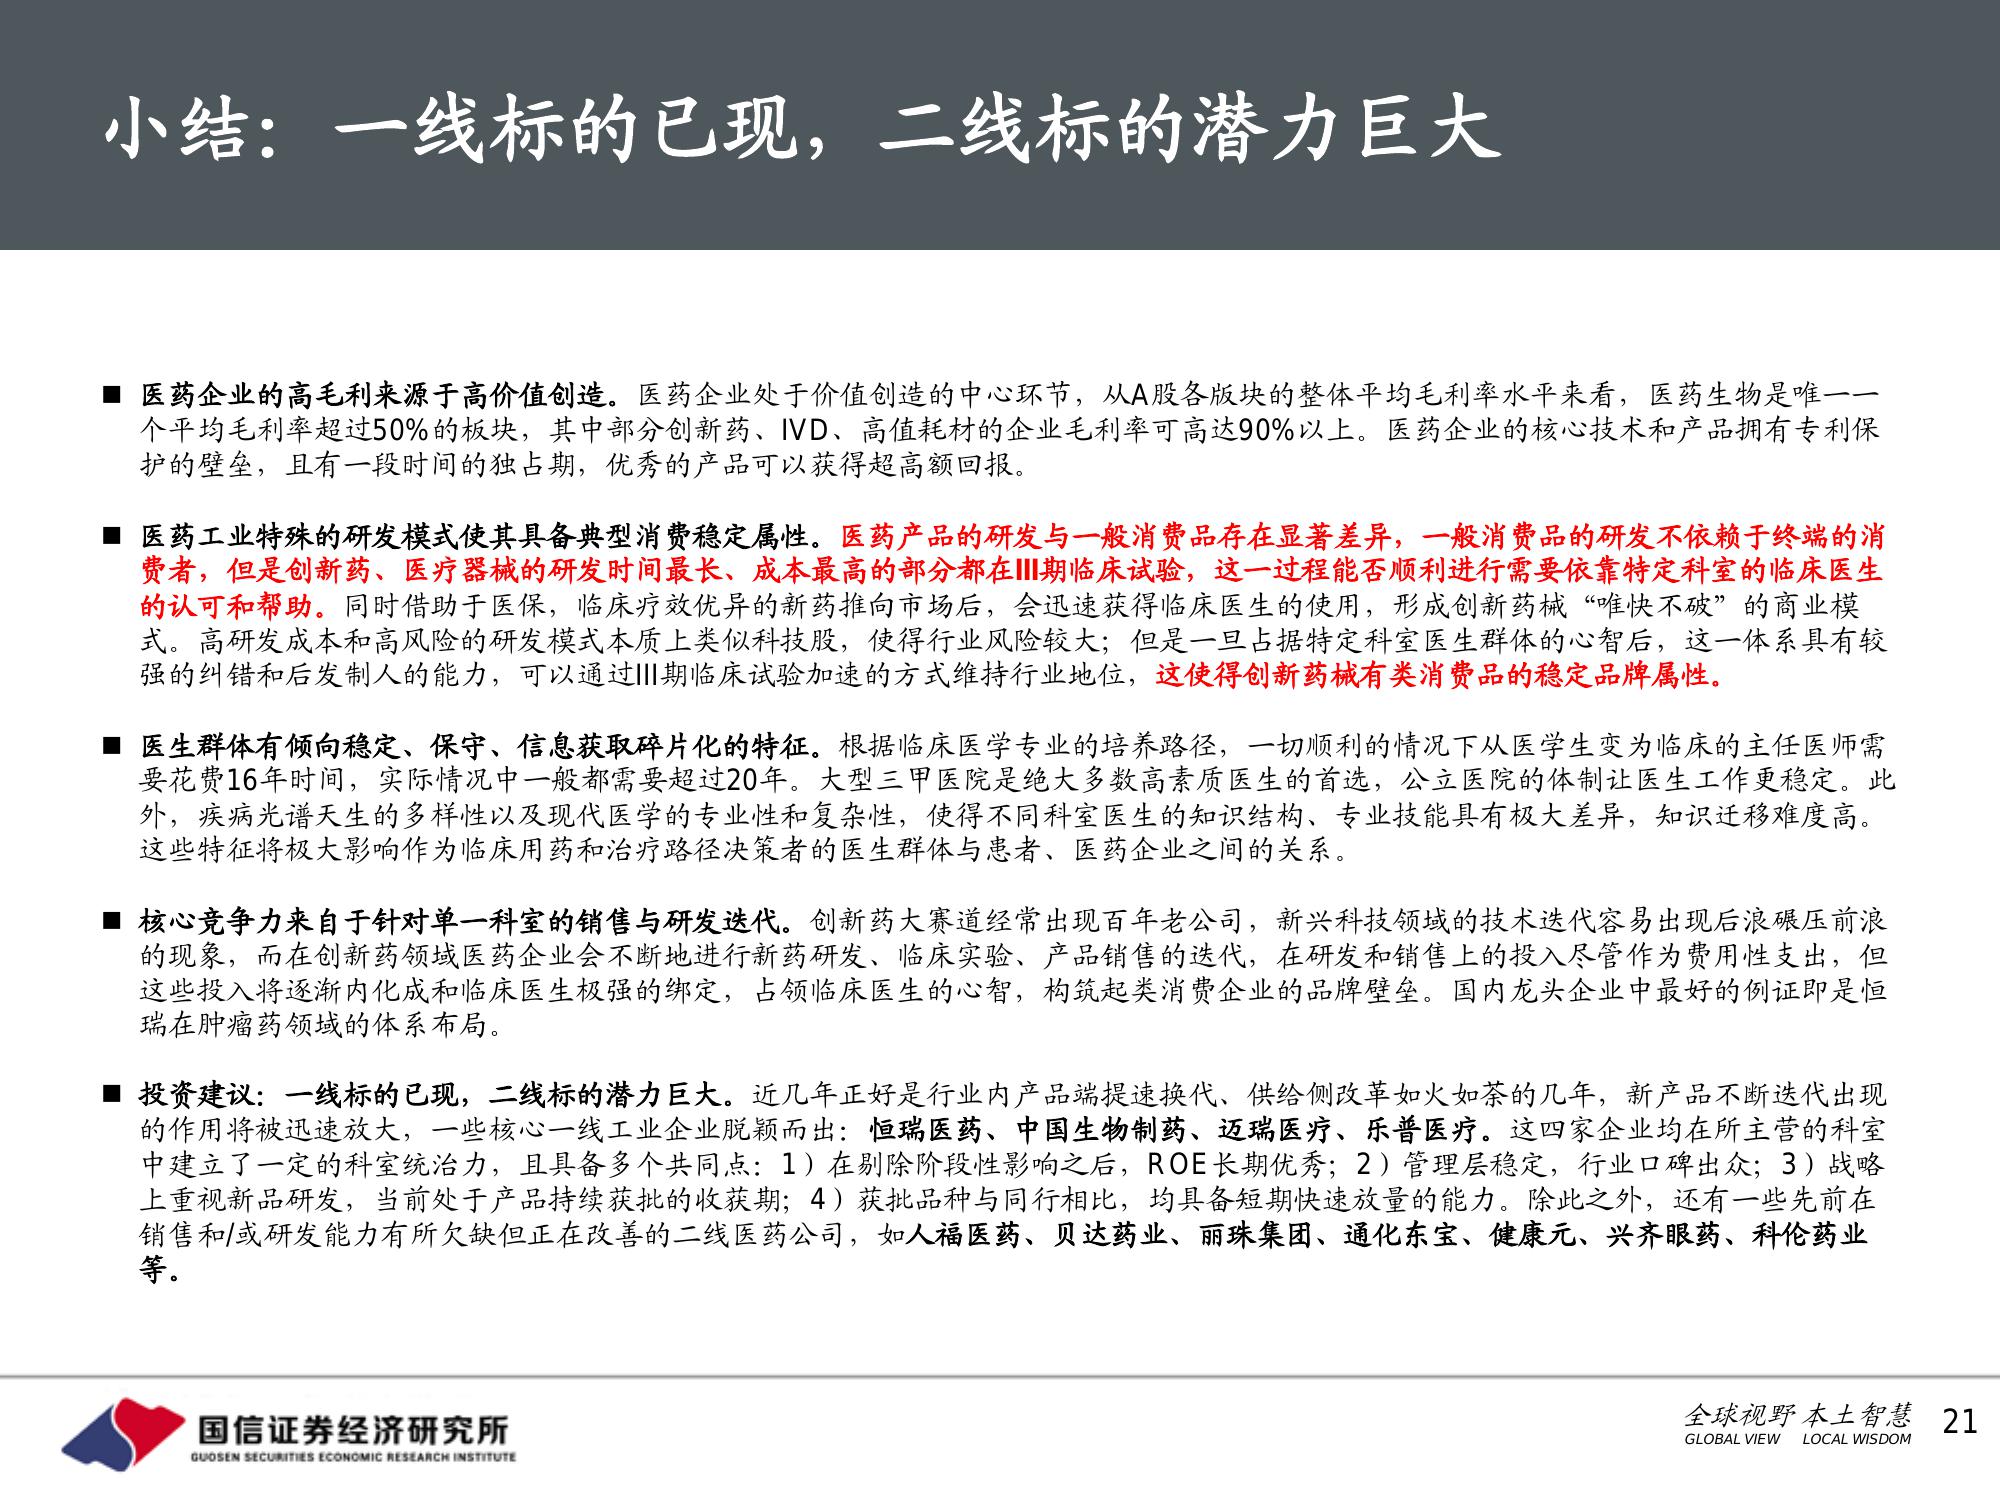 小结：一线标的已现，二线标的潜力巨大
■ 医药企业的高毛利来源于高价值创造。医药企业处于价值创造的中心环节，从A股各版块的整体平均毛利率水平来看，医药生物是唯一一
个平均毛利率超过50%的板块，其中部分创新药、IVD、高值耗材的企业毛利率可高达90%以上。医药企业的核心技术和产品拥有专利保
护的壁垒，且有一段时间的独占期，优秀的产品可以获得超高额回报。
■ 医药工业特殊的研发模式使其具备典型消费稳定属性。医药产品的研发与一般消费品存在显著差异，一般消费品的研发不依赖于终端的消
费者，但是创新药、医疗器械的研发时间最长、成本最高的部分都在III期临床试验，这一过程能否顺利进行需要依靠特定科室的临床医生
的认可和帮助。同时借助于医保，临床疗效优异的新药推向市场后，会迅速获得临床医生的使用，形成创新药械“唯快不破”的商业模
式。高研发成本和高风险的研发模式本质上类似科技股，使得行业风险较大；但是一旦占据特定科室医生群体的心智后，这一体系具有较
强的纠错和后发制人的能力，可以通过III期临床试验加速的方式维持行业地位，这使得创新药械有类消费品的稳定品牌属性。
■ 医生群体有倾向稳定、保守、信息获取碎片化的特征。根据临床医学专业的培养路径，一切顺利的情况下从医学生变为临床的主任医师需
要花费16年时间，实际情况中一般都需要超过20年。大型三甲医院是绝大多数高素质医生的首选，公立医院的体制让医生工作更稳定。此
外，疾病光谱天生的多样性以及现代医学的专业性和复杂性，使得不同科室医生的知识结构、专业技能具有极大差异，知识迁移难度高。
这些特征将极大影响作为临床用药和治疗路径决策者的医生群体与患者、医药企业之间的关系。
■ 核心竞争力来自于针对单一科室的销售与研发迭代。创新药大赛道经常出现百年老公司，新兴科技领域的技术迭代容易出现后浪碾压前浪
的现象，而在创新药领域医药企业会不断地进行新药研发、临床实验、产品销售的迭代，在研发和销售上的投入尽管作为费用性支出，但
这些投入将逐渐内化成和临床医生极强的绑定，占领临床医生的心智，构筑起类消费企业的品牌壁垒。国内龙头企业中最好的例证即是恒
瑞在肿瘤药领域的体系布局。
■ 投资建议：一线标的已现，二线标的潜力巨大。近几年正好是行业内产品端提速换代、供给侧改革如火如荼的几年，新产品不断迭代出现
的作用将被迅速放大，一些核心一线工业企业脱颖而出：恒瑞医药、中国生物制药、迈瑞医疗、乐普医疗。这四家企业均在所主营的科室
中建立了一定的科室统治力，且具备多个共同点：1）在剔除阶段性影响之后，ROE长期优秀；2）管理层稳定，行业口碑出众；3）战略
上重视新品研发，当前处于产品持续获批的收获期；4）获批品种与同行相比，均具备短期快速放量的能力。除此之外，还有一些先前在
销售和/或研发能力有所欠缺但正在改善的二线医药公司，如人福医药、贝达药业、丽珠集团、通化东宝、健康元、兴齐眼药、科伦药业
等。
国信证券经济研究所
GUOSEN SECURITIES ECONOMIC RESEARCH INSTITUTE
全球视野 本土智慧
GLOBAL VIEW LOCAL WISDOM
21